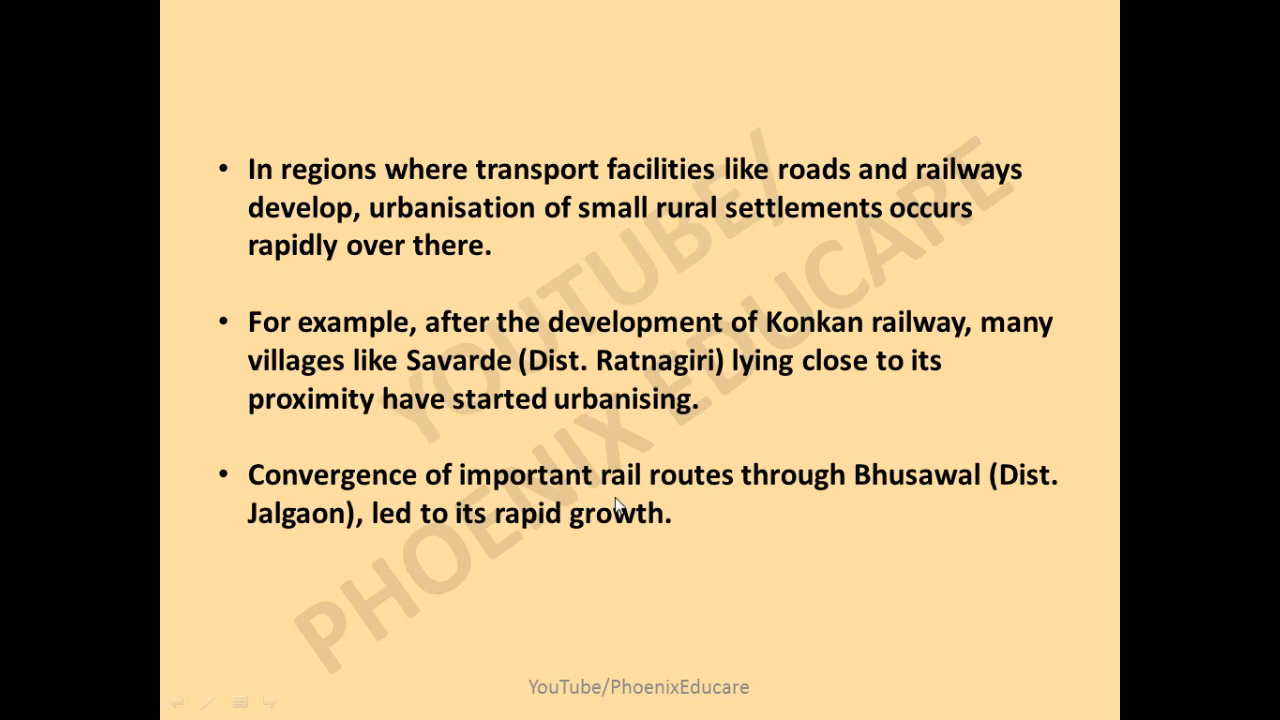 • In regions where transport facilities like roads and railways
develop, urbanisation of small rural settlements occurs
rapidly over there.
• For example, after the development of Konkan railway, many
villages like Savarde (Dist. Ratnagiri) lying close to its
proximity have started urbanising.
• Convergence of important rail routes through Bhusawal (Dist.
Jalgaon), led to its rapid growth.
YOUTUBE/
PHOENIX EDUCARE
YouTube/PhoenixEducare